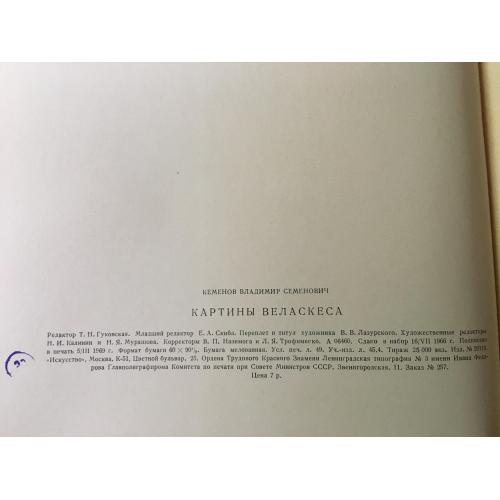 КЕМЕНОВ ВЛАДИМИР СЕМЕНОВИЧ
КАРТИНЫ ВЕЛАСКЕСА
Редактор Т. Н. Гуковская. Младший редактор Е. А. Скиба. Переплет и титул художника В. В. Лазурского. Художественные редакторы
Н. И. Калинин и Н. Я. Мурашова. Корректоры В. П. Назимова и Л. Я. Трофименко. А 06460. Сдано в набор 16/VII 1966 г. Подписано
в печать 5/III 1969 г. Формат бумаги 60 × 90⅛. Бумага мелованная. Усл. печ. л. 49. Уч.-изд. л. 45,4. Тираж 25 000 экз. Изд. №
«Искусство», Москва, К-51, Цветной бульвар, 25. Ордена Трудового Красного Знамени Ленинградская типография № 3 имени Ивана Федо-
рова Главполиграфпрома Комитета по печати при Совете Министров СССР, Звенигородская, 11. Заказ № 257.
Цена 7 р.